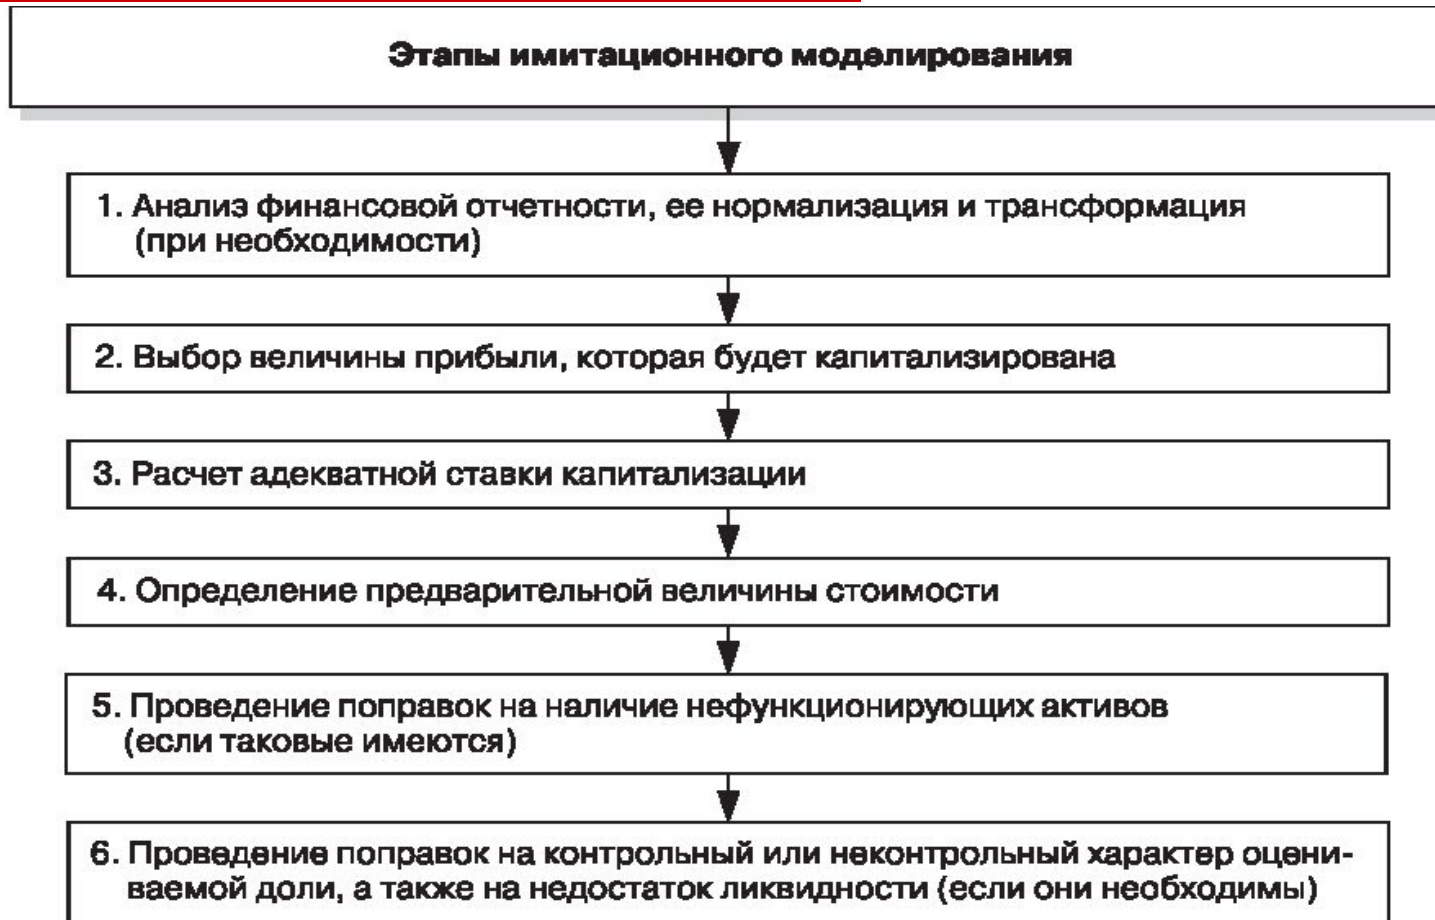 Этапы имитационного моделирования
1. Анализ финансовой отчетности, ее нормализация и трансформация
(при необходимости)
2. Выбор величины прибыли, которая будет капитализирована
3. Расчет адекватной ставки капитализации
4. Определение предварительной величины стоимости
5. Проведение поправок на наличие нефункционирующих активов
(если таковые имеются)
6. Проведение поправок на контрольный или неконтрольный характер оцени-
ваемой доли, а также на недостаток ликвидности (если они необходимы)